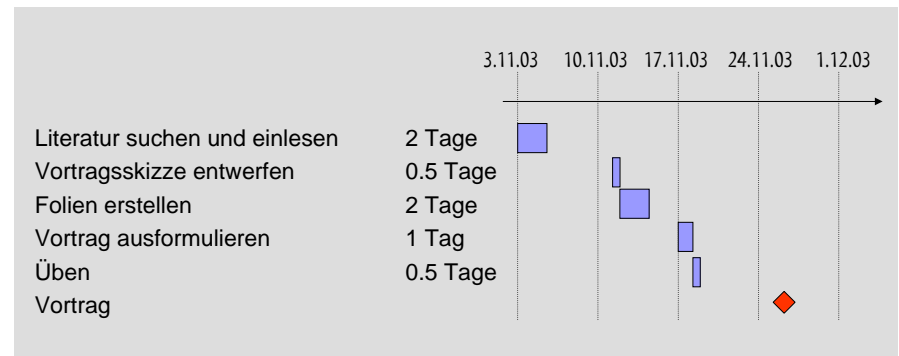 3.11.03 10.11.03 17.11.03 24.11.03 1.12.03
Literatur suchen und einlesen 2 Tage
Vortragsskizze entwerfen 0.5 Tage
Folien erstellen 2 Tage
Vortrag ausformulieren 1 Tag
Üben 0.5 Tage
Vortrag